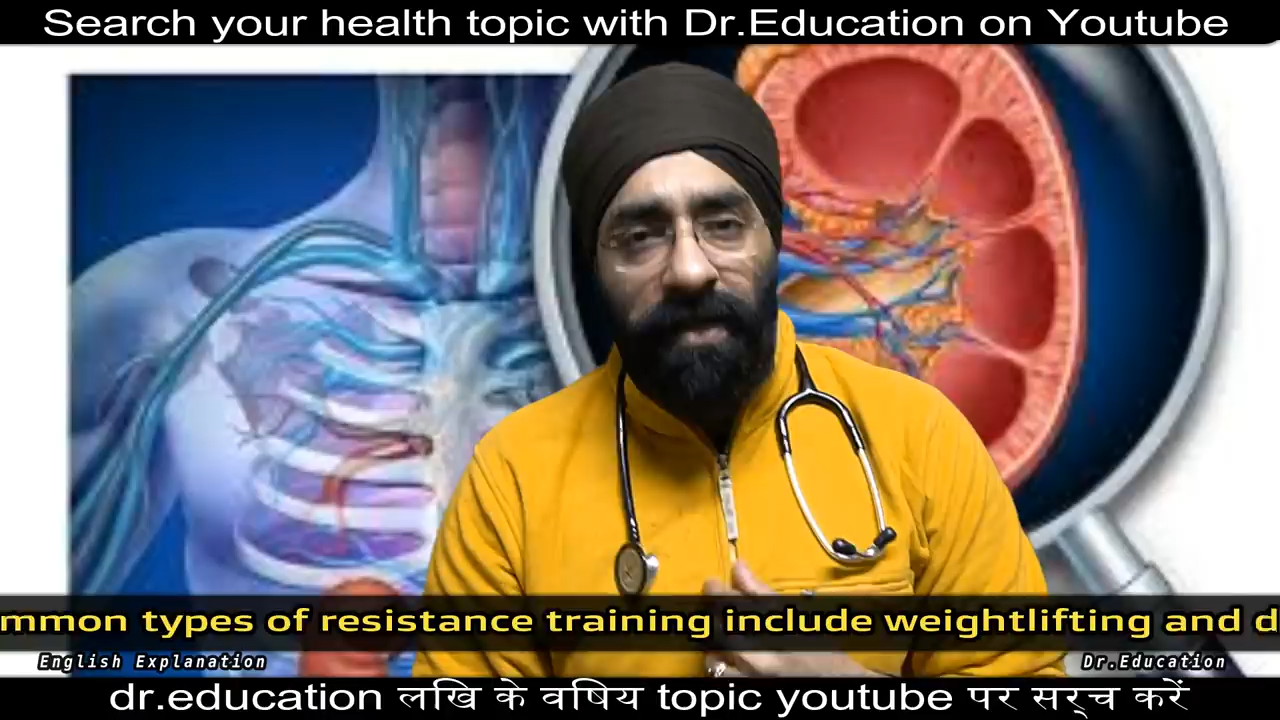 Search your health topic with Dr.Education on Youtube
mmon types of resistance training include weightlifting and d
English Explanation
Dr.Education
dr.education लखि के वषिय topic youtube पर सर्च करें